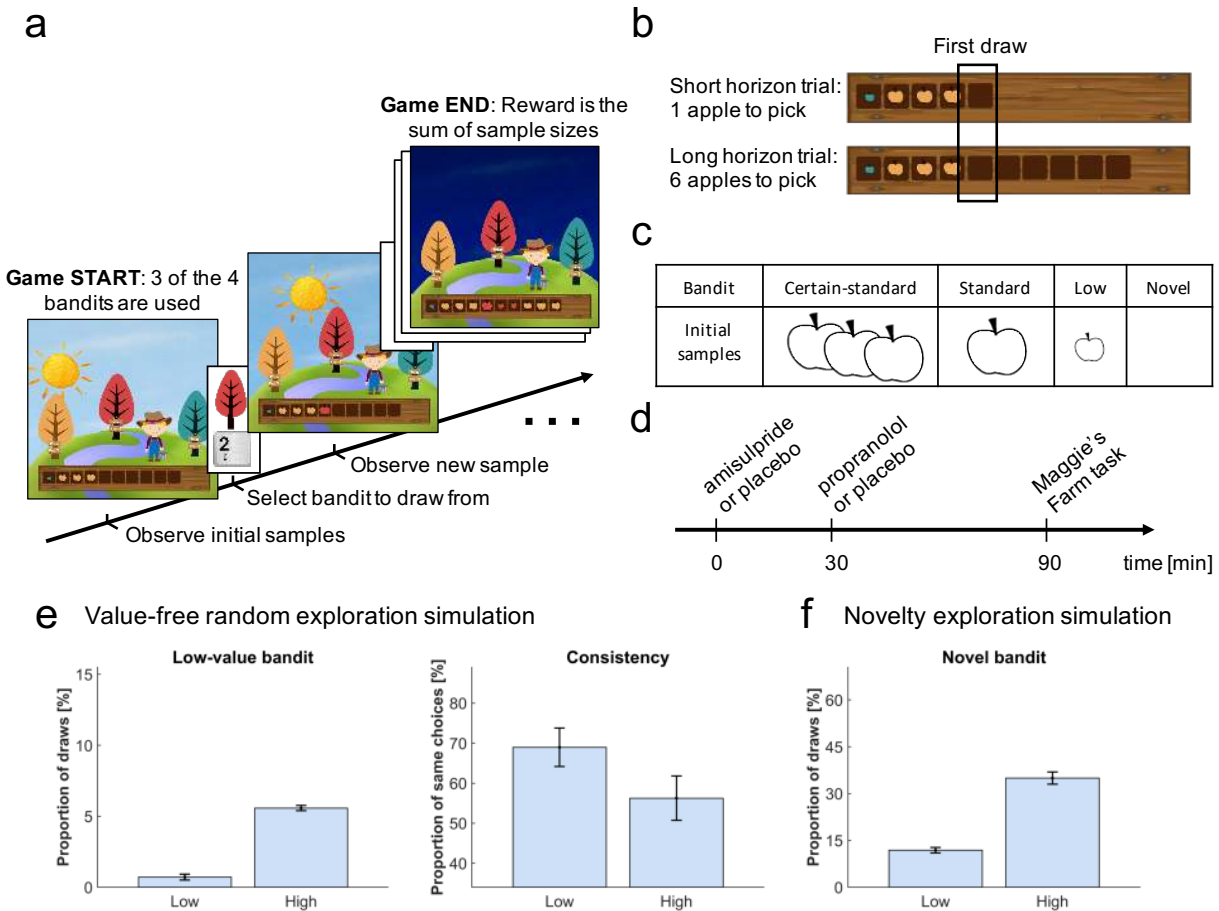 a
Game START: 3 of the 4
bandits are used
Game END: Reward is the
sum of sample sizes
2
Observe new sample
Select bandit to draw from
Observe initial samples
...
b
First draw
Short horizon trial:
1 apple to pick
Long horizon trial:
6 apples to pick
c
Bandit Certain-standard Standard Low Novel
Initial
samples
d
amisulpride
or placebo
propranolol
or placebo
Maggie's
Farm task
0 30 90 time [min]
e Value-free random exploration simulation
Low-value bandit
Proportion of draws [%]
15
10
5
0
Low High
Consistency
Proportion of same choices [%]
80
70
60
50
40
Low High
f Novelty exploration simulation
Novel bandit
Proportion of draws [%]
60
45
30
15
0
Low High